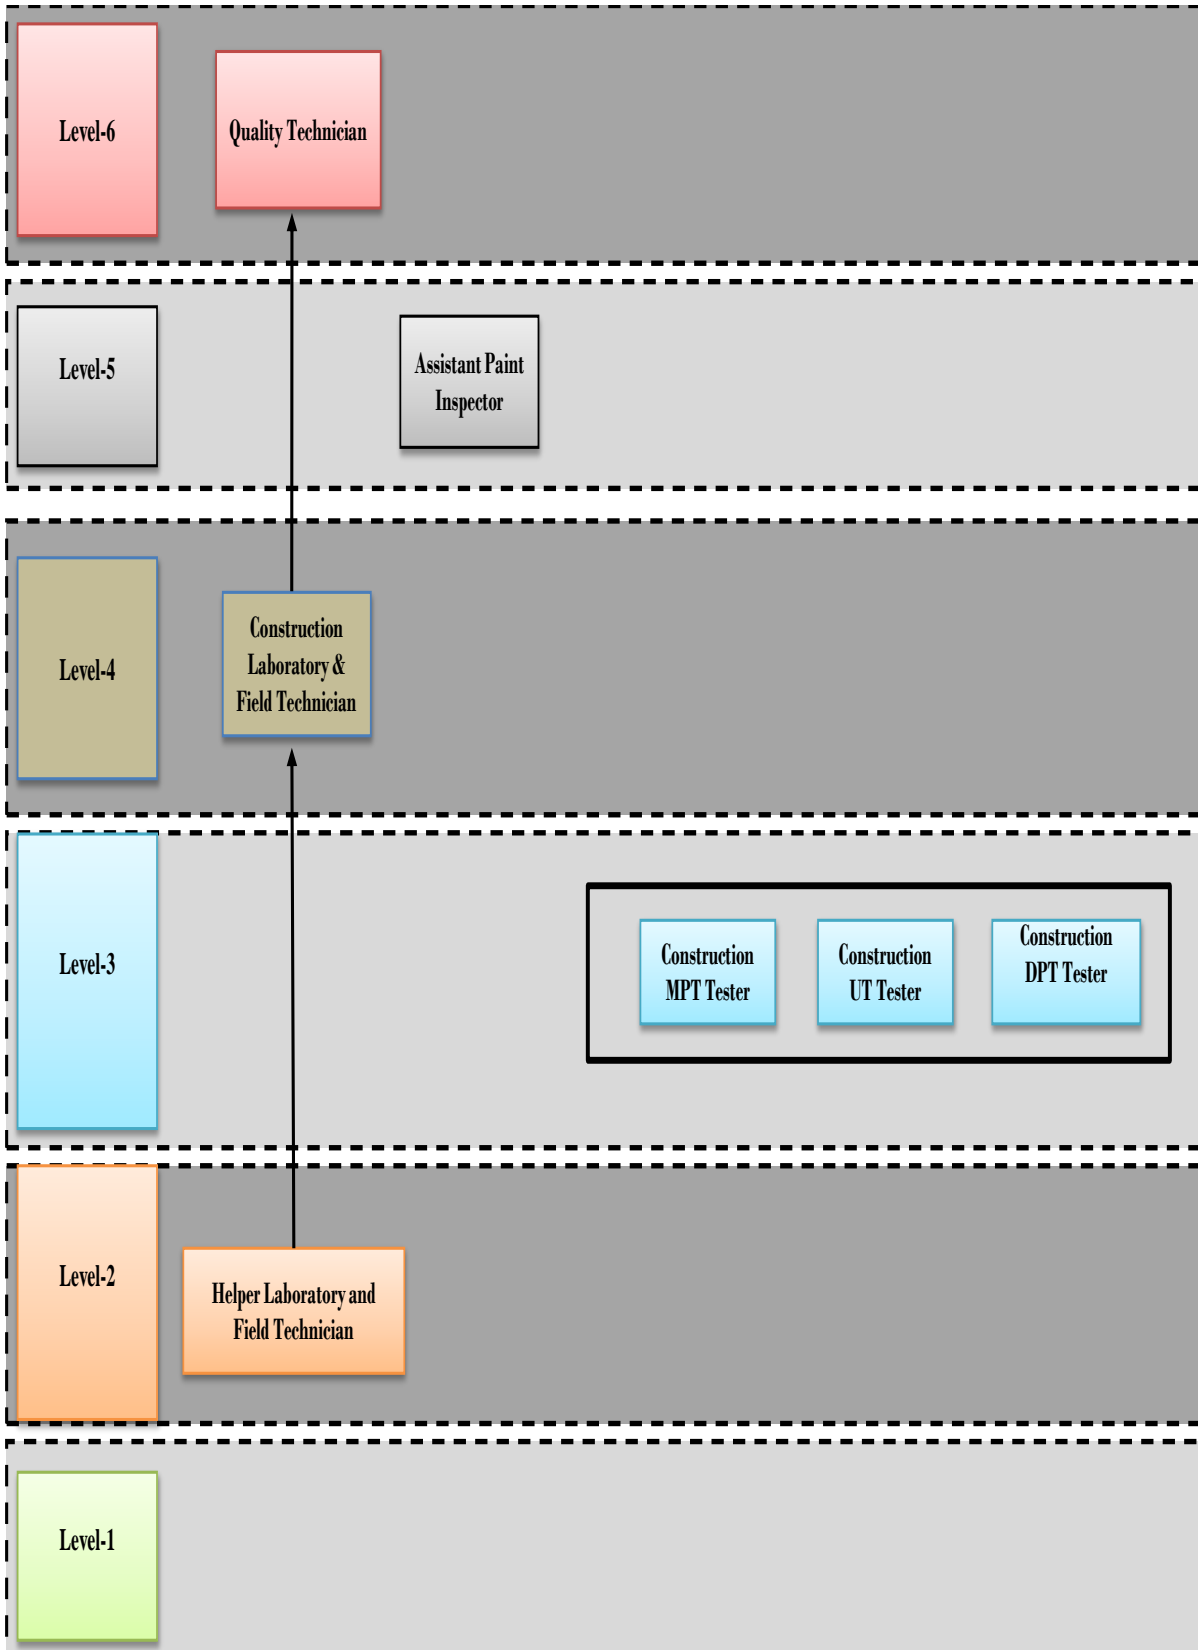 Level-6
Quality Technician
Level-5
Assistant Paint
Inspector
Level-4
Construction
Laboratory &
Field Technician
Level-3
Construction
MPT Tester
Construction
UT Tester
Construction
DPT Tester
Level-2
Helper Laboratory and
Field Technician
Level-1